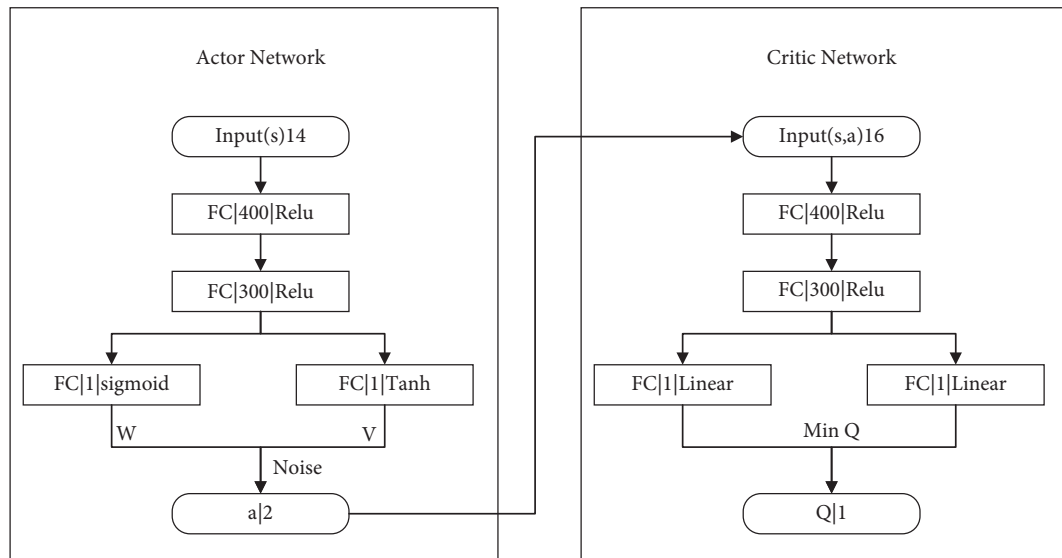 Actor Network
Input(s)14
FC|400|Relu
FC|300|Relu
FC|1|sigmoid
FC|1|Tanh
W
V
Noise
a|2
Critic Network
Input(s,a)16
FC|400|Relu
FC|300|Relu
FC|1|Linear
FC|1|Linear
Min Q
Q|1